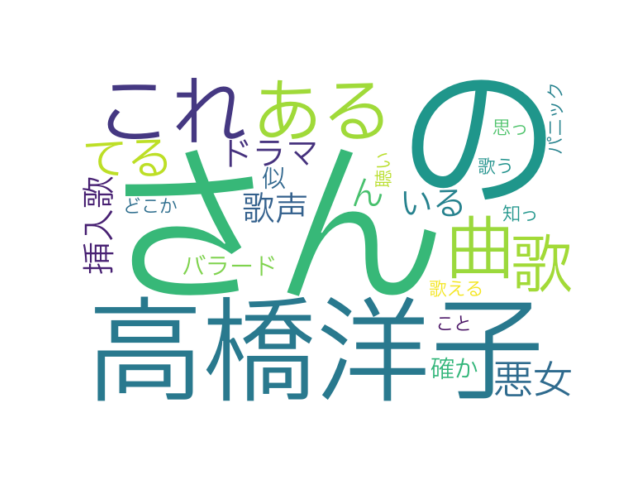 これ
ある
の
パニック
思っ
てる
ドラマ
聴い
歌う
似
さん
ん
挿入歌
どこか
歌声
いる
知っ
曲
歌
バラード
歌える
高橋洋子
こと
確か
悪女